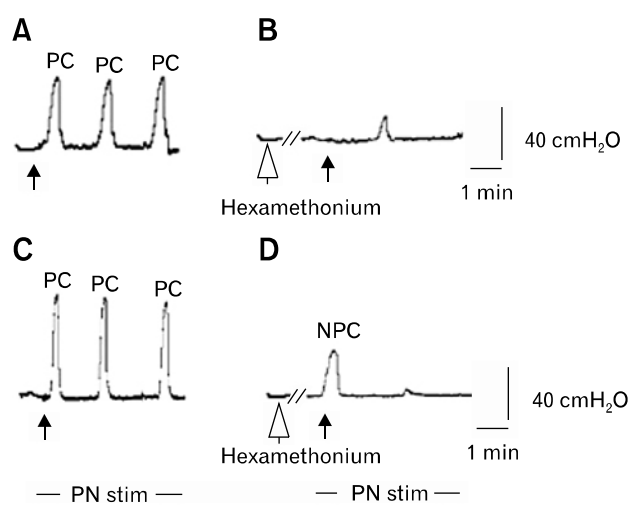 A
PC PC PC
B
40 cmH₂O
1 min
Hexamethonium
C
PC PC PC
D
NPC
40 cmH₂O
1 min
Hexamethonium
PN stim
PN stim